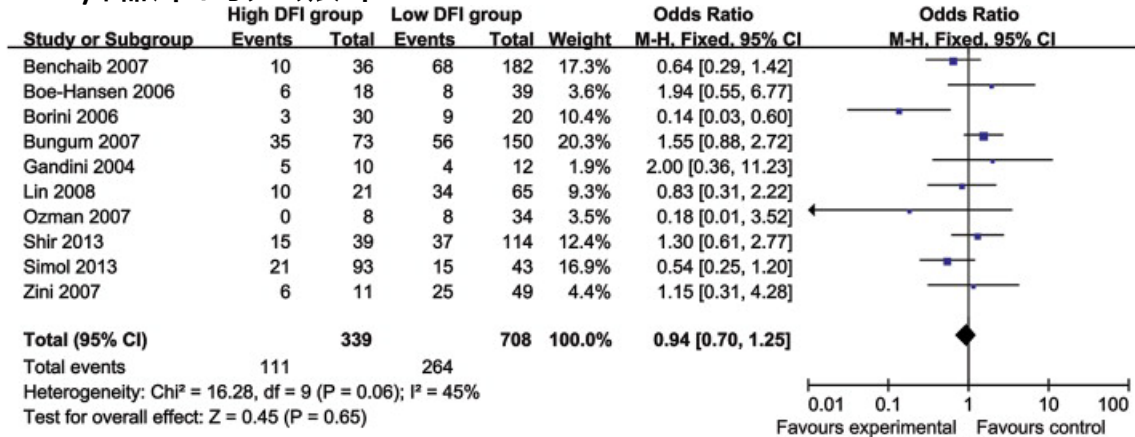 High DFI group Low DFI group Odds Ratio Odds Ratio
Study or Subgroup Events Total Events Total Weight M-H, Fixed, 95% CI M-H, Fixed, 95% CI
Benchaib 2007 10 36 68 182 17.3% 0.64 [0.29, 1.42]
Boe-Hansen 2006 6 18 8 39 3.6% 1.94 [0.55, 6.77]
Borini 2006 3 30 9 20 10.4% 0.14 [0.03, 0.60]
Bungum 2007 35 73 56 150 20.3% 1.55 [0.88, 2.72]
Gandini 2004 5 10 4 12 1.9% 2.00 [0.36, 11.23]
Lin 2008 10 21 34 65 9.3% 0.83 [0.31, 2.22]
Ozman 2007 0 8 8 34 3.5% 0.18 [0.01, 3.52]
Shir 2013 15 39 37 114 12.4% 1.30 [0.61, 2.77]
Simol 2013 21 93 15 43 16.9% 0.54 [0.25, 1.20]
Zini 2007 6 11 25 49 4.4% 1.15 [0.31, 4.28]
Total (95% CI) 339 708 100.0% 0.94 [0.70, 1.25]
Total events 111 264
Heterogeneity: Chi² = 16.28, df = 9 (P = 0.06); I² = 45%
Test for overall effect: Z = 0.45 (P = 0.65)
0.01 0.1 1 10 100
Favours experimental Favours control